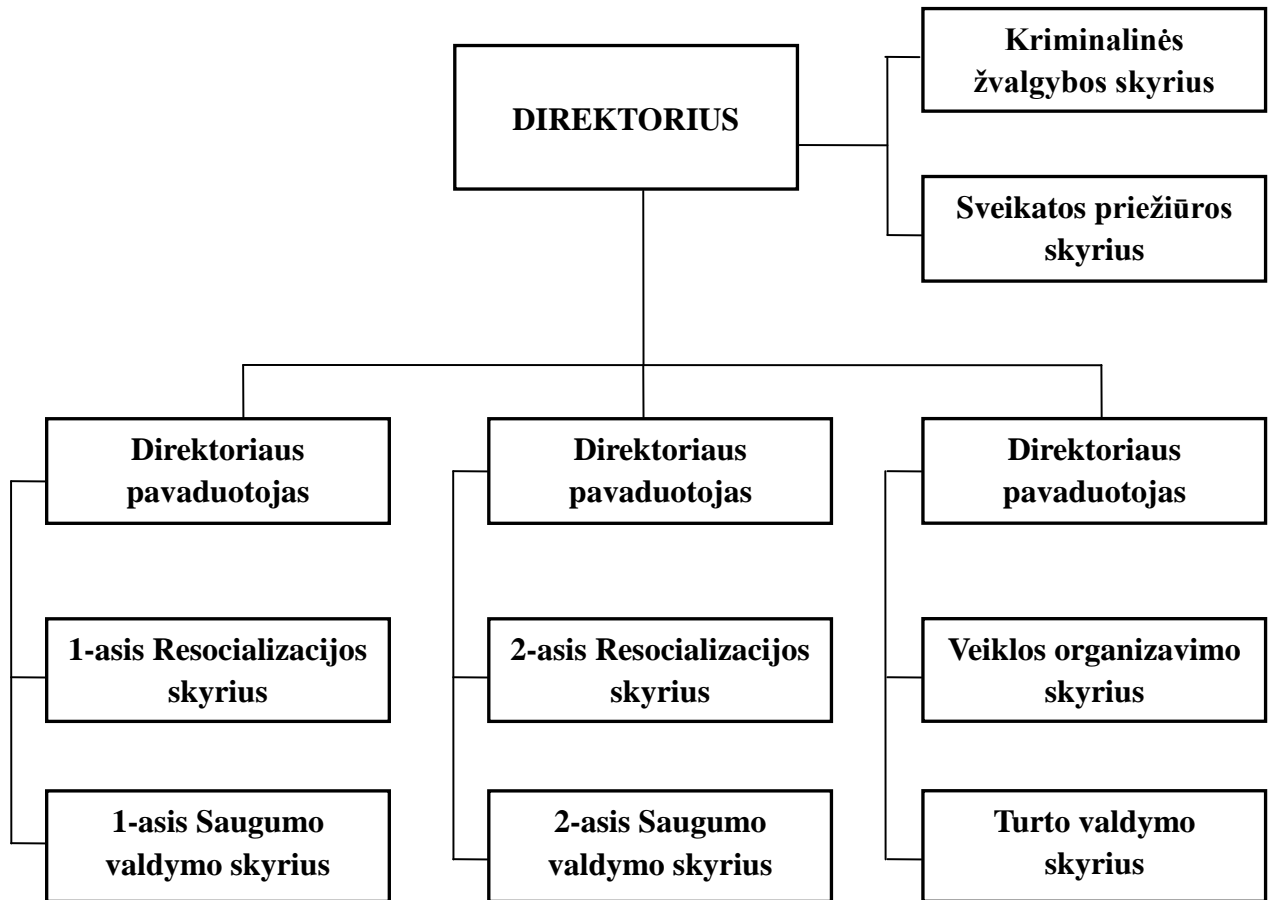 Kriminalinės
žvalgybos skyrius
DIREKTORIUS
Sveikatos priežiūros
skyrius
Direktoriaus
pavaduotojas
Direktoriaus
pavaduotojas
Direktoriaus
pavaduotojas
1-asis Resocializacijos
skyrius
2-asis Resocializacijos
skyrius
Veiklos organizavimo
skyrius
1-asis Saugumo
valdymo skyrius
2-asis Saugumo
valdymo skyrius
Turto valdymo
skyrius